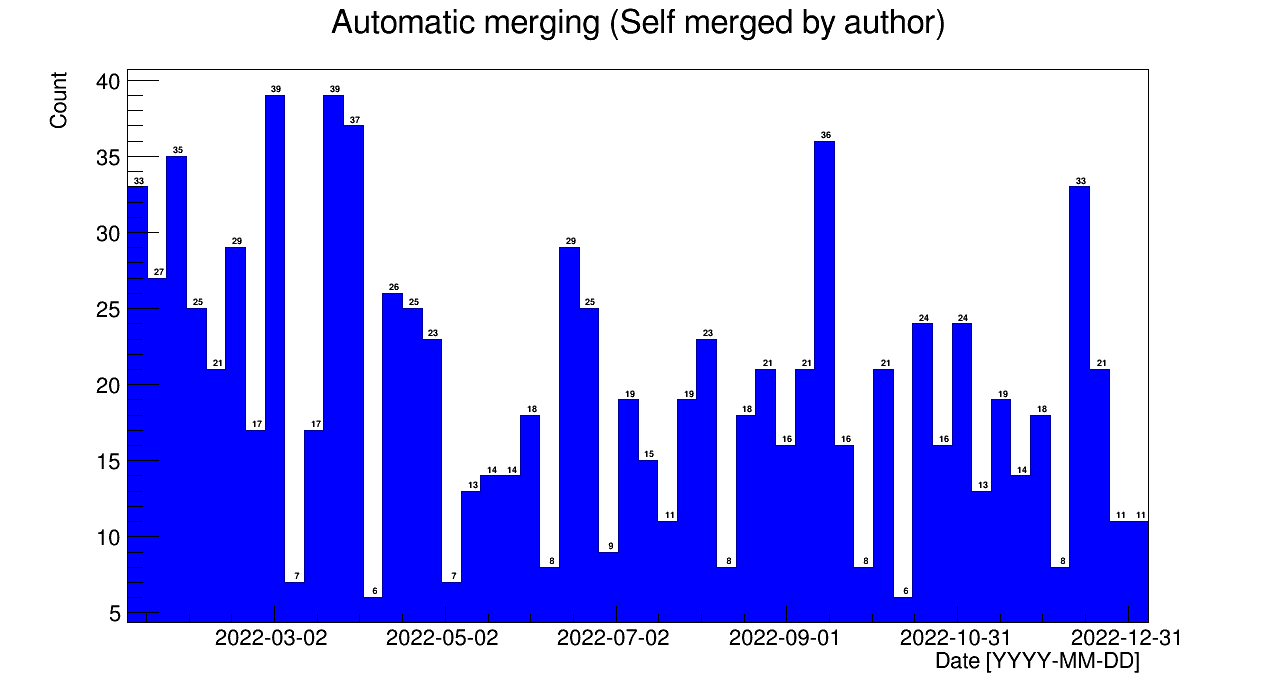 Automatic merging (Self merged by author)
Count
40
35
30
25
20
15
10
5
33 27 35 25 21 29 17 39 7 17 39 37 6 26 25 23 7 13 14 14 18 8 29 25 9 19 15 11 19 23 8 18 21 16 21 36 16 8 21 6 24 16 24 13 19 14 18 8 33 21 11 11
2022-03-02 2022-05-02 2022-07-02 2022-09-01 2022-10-31 2022-12-31
Date [YYYY-MM-DD]